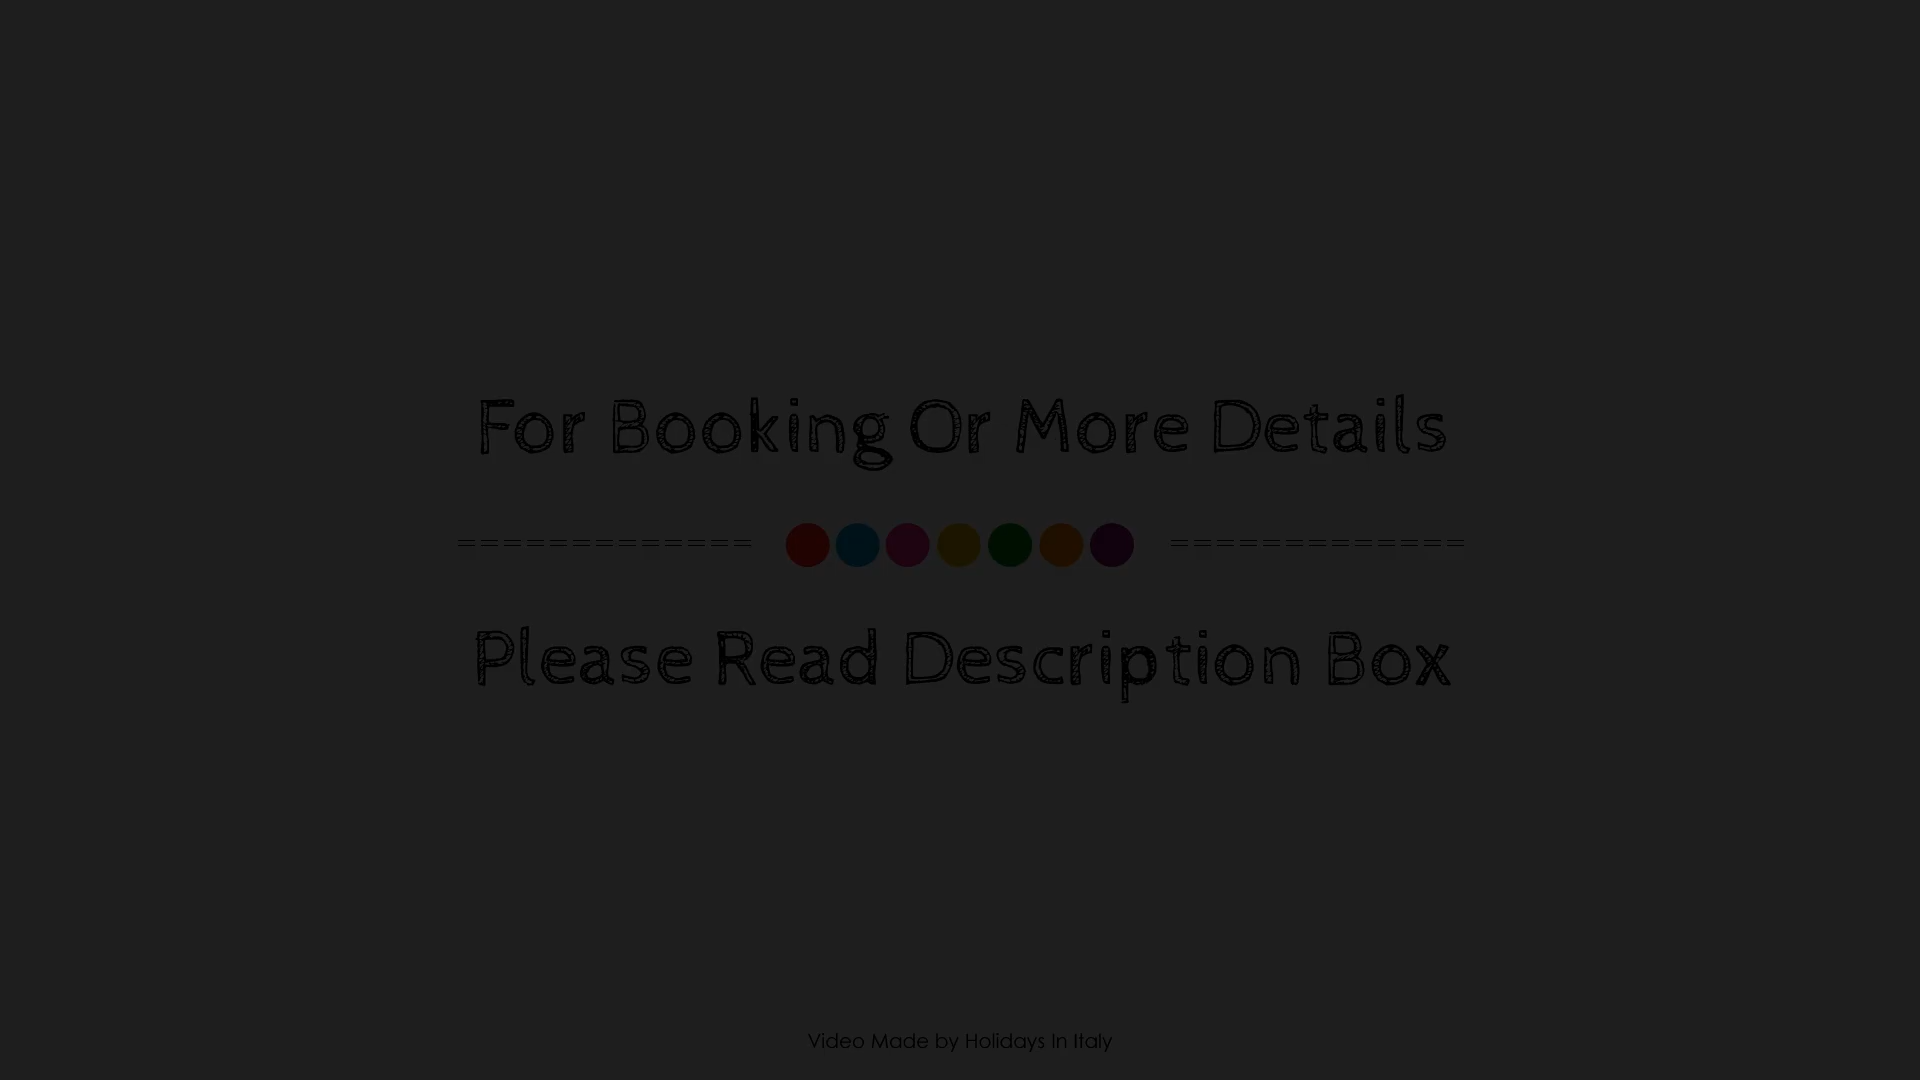 For Booking Or More Details
============= =============
Please Read Description Box
Video Made by Holidays In Italy